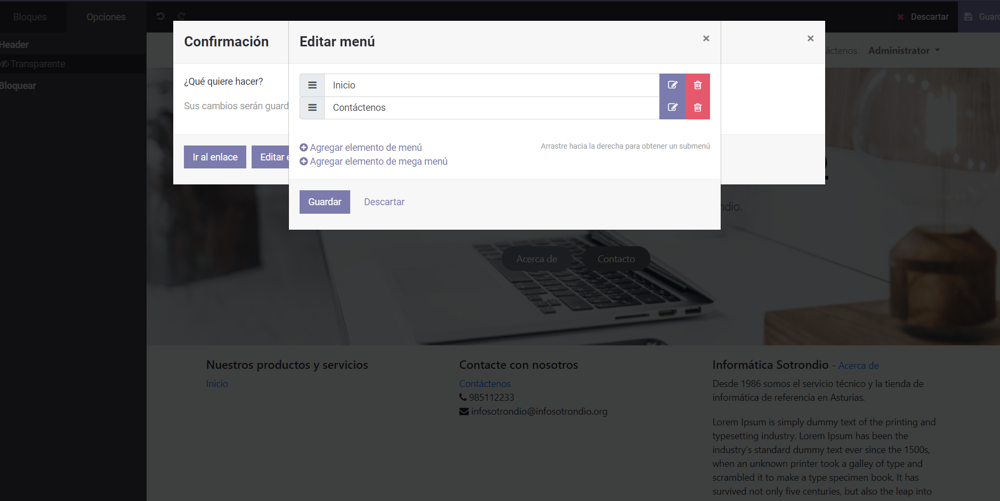 Bloques
Opciones
Descartar
Header
Transparente
Bloquear
Confirmación
¿Qué quiere hacer?
Sus cambios serán
Ir al enlace
Editar
Editar menú
Inicio
Contáctenos
Agregar elemento de menú
Agregar elemento de mega menú
Arrastre hacia la derecha para obtener un submenú
Guardar
Descartar
Administrator
Acerca de
Contacto
Nuestros productos y servicios
Inicio
Contacte con nosotros
Contáctenos
985112233
infosotrondio@infosotrondio.org
Informática Sotrondio - Acerca de
Desde 1986 somos el servicio técnico y la tienda de
informática de referencia en Asturias.
Lorem Ipsum is simply dummy text of the printing and
typesetting industry. Lorem Ipsum has been the
industry's standard dummy text ever since the 1500s,
when an unknown printer took a galley of type and
scrambled it to make a type specimen book. It has
survived not only five centuries, but also the leap into